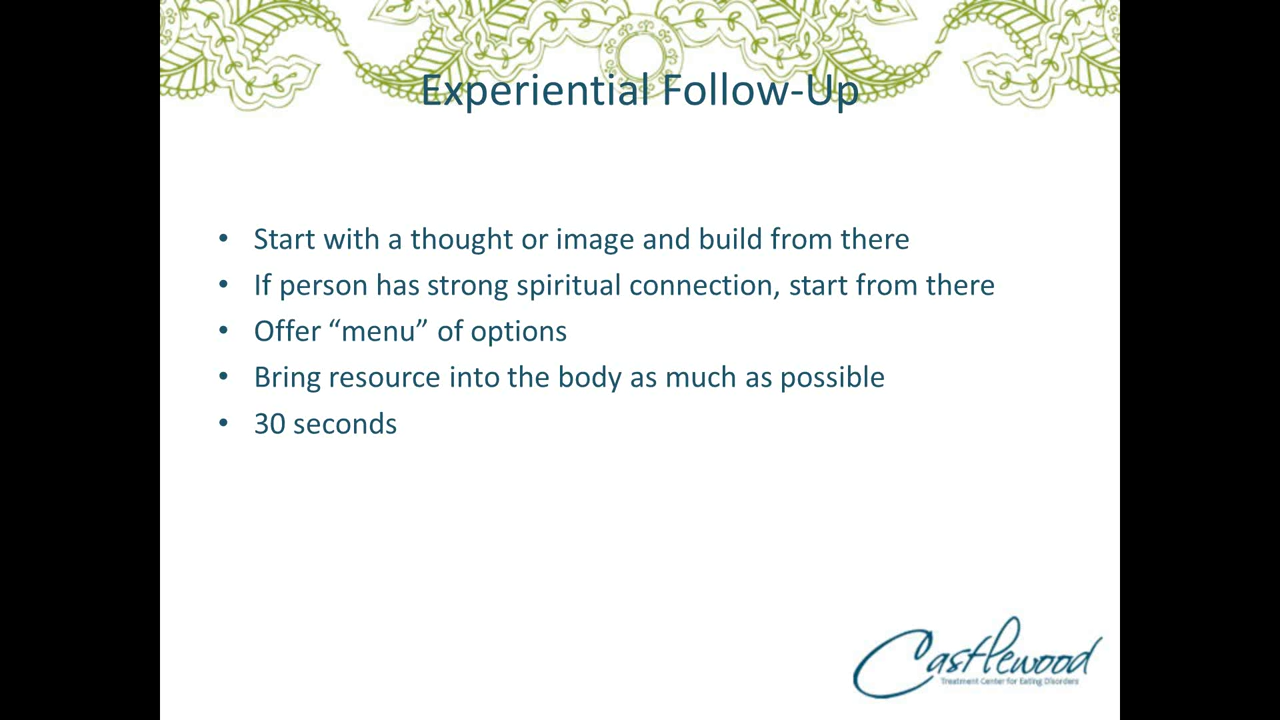 Experiential Follow-Up
• Start with a thought or image and build from there
• If person has strong spiritual connection, start from there
• Offer “menu” of options
• Bring resource into the body as much as possible
• 30 seconds
Castlewood
Treatment Center for Eating Disorders